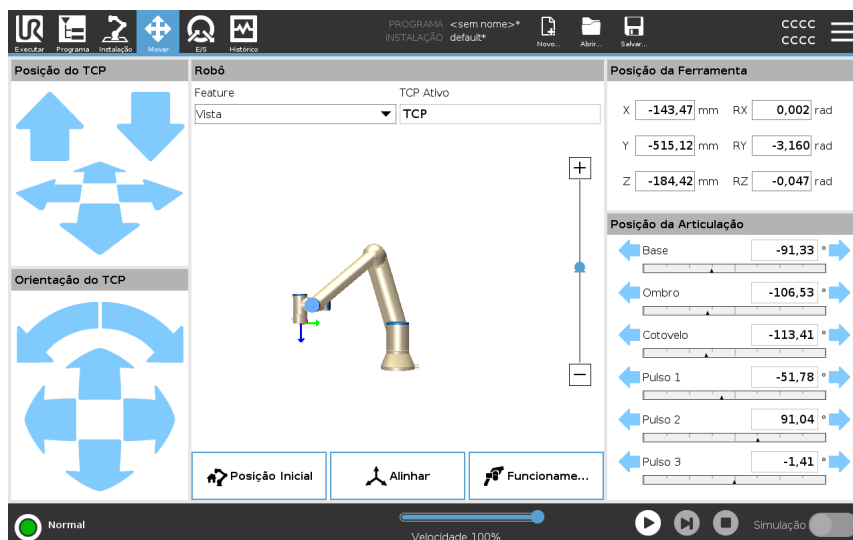 PROGRAMA <sem nome>*
INSTALAÇÃO default*
CCCC
CCCC
Executar Programa Instalação Mover E/S Histórico Novo... Abrir... Salvar...
Posição do TCP
Robô
Posição da Ferramenta
Feature
TCP Ativo
Vista
TCP
X -143,47 mm RX 0,002 rad
Y -515,12 mm RY -3,160 rad
Z -184,42 mm RZ -0,047 rad
Posição da Articulação
Base -91,33 °
Orientação do TCP
Ombro -106,53 °
Cotovelo -113,41 °
Pulso 1 -51,78 °
Pulso 2 91,04 °
Pulso 3 -1,41 °
Posição Inicial
Alinhar
Funcioname...
Normal
Velocidade 100%
Simulação